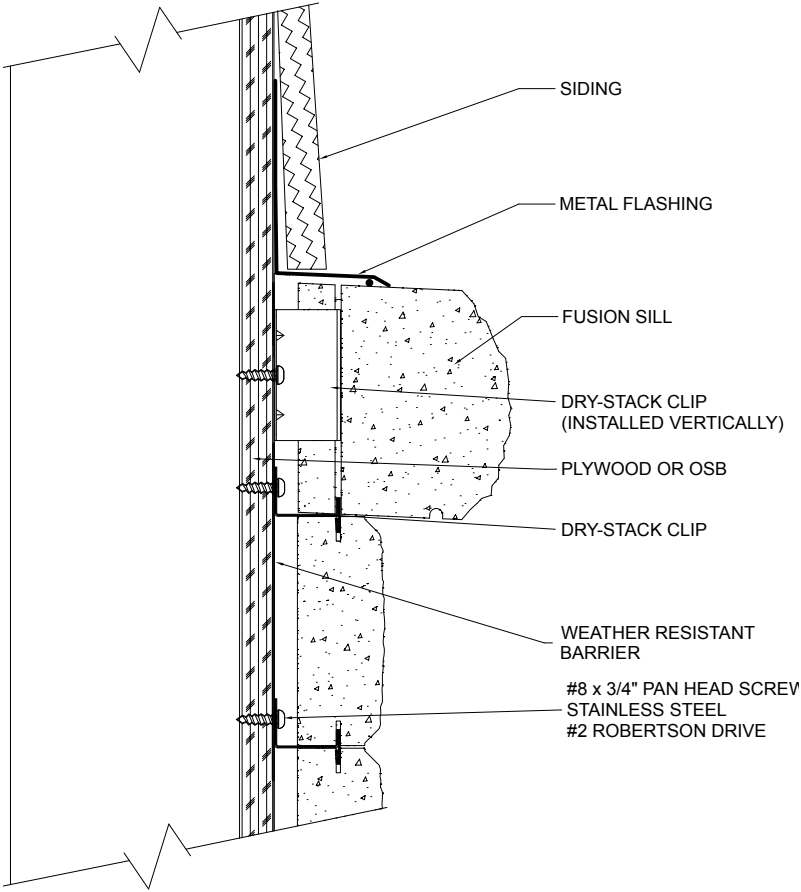 SIDING
METAL FLASHING
FUSION SILL
DRY-STACK CLIP
(INSTALLED VERTICALLY)
PLYWOOD OR OSB
DRY-STACK CLIP
WEATHER RESISTANT
BARRIER
#8 x 3/4" PAN HEAD SCREW
STAINLESS STEEL
#2 ROBERTSON DRIVE